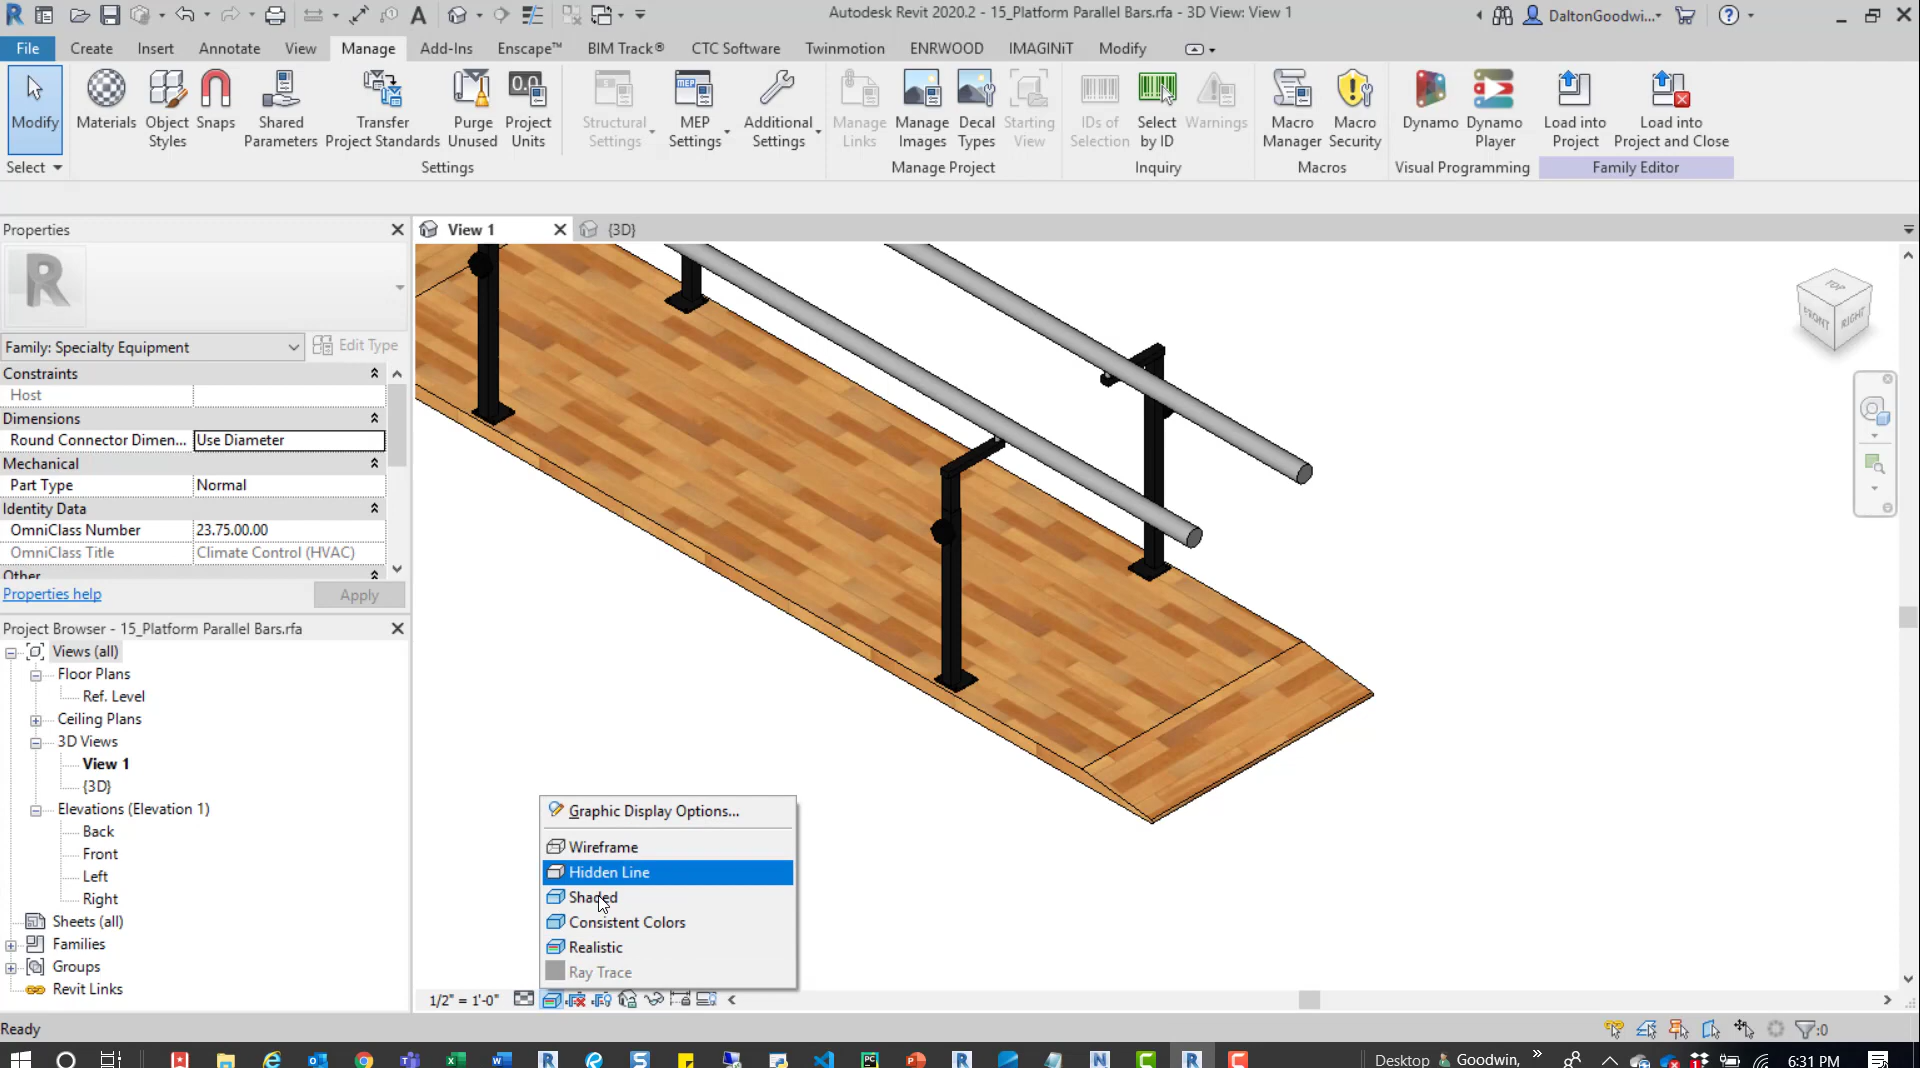 Autodesk Revit 2020.2 - 15_Platform Parallel Bars.rfa - 3D View: View 1
DaltonGoodwi...
File Create Insert Annotate View Manage Add-Ins Enscape™ BIM Track® CTC Software Twinmotion ENRWOOD IMAGINiT Modify
Modify
Materials
Object Styles
Snaps
Shared Parameters
Transfer Project Standards
Purge Unused
Project Units
Structural Settings
MEP Settings
Additional Settings
Manage Links
Manage Images
Decal Types
Starting View
IDs of Selection
Select by ID
Warnings
Macro Manager
Macro Security
Dynamo
Dynamo Player
Load into Project
Load into Project and Close
Select
Settings
Manage Project
Inquiry
Macros
Visual Programming
Family Editor
Properties
View 1
{3D}
Family: Specialty Equipment
Edit Type
Constraints
Host
Dimensions
Round Connector Dimen... Use Diameter
Mechanical
Part Type Normal
Identity Data
OmniClass Number 23.75.00.00
OmniClass Title Climate Control (HVAC)
Other
Properties help
Apply
Project Browser - 15_Platform Parallel Bars.rfa
Views (all)
Floor Plans
Ref. Level
Ceiling Plans
3D Views
View 1
{3D}
Elevations (Elevation 1)
Back
Front
Left
Right
Sheets (all)
Families
Groups
Revit Links
TOP
FRONT
RIGHT
Graphic Display Options...
Wireframe
Hidden Line
Shaded
Consistent Colors
Realistic
Ray Trace
1/2" = 1'-0"
Ready
:0
Desktop
Goodwin,
6:31 PM